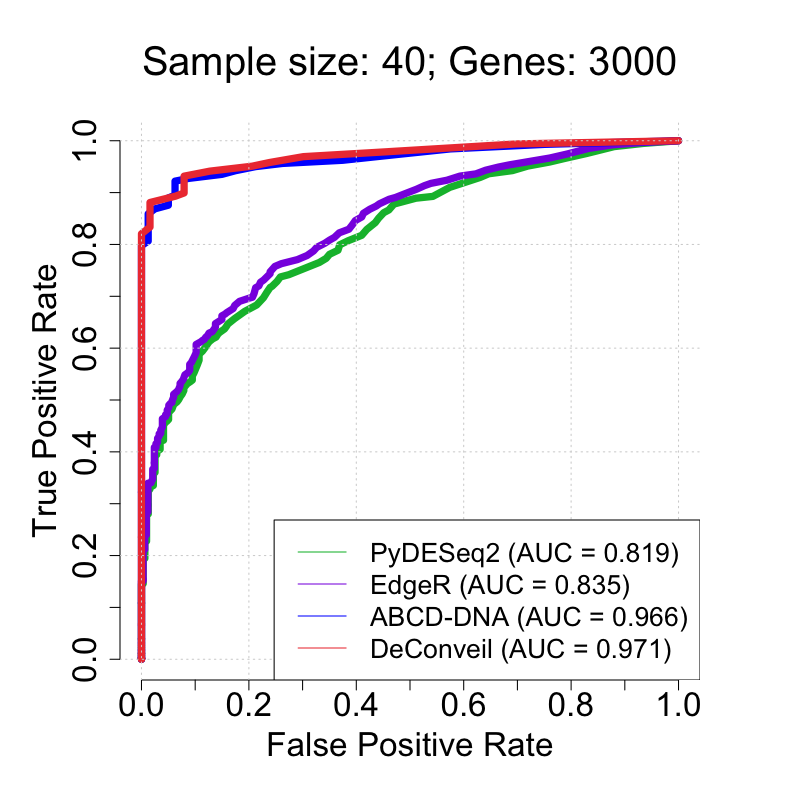 Sample size: 40; Genes: 3000
True Positive Rate
1.0
0.8
0.6
0.4
0.2
0.0
PyDESeq2 (AUC = 0.819)
EdgeR (AUC = 0.835)
ABCD-DNA (AUC = 0.966)
DeConveil (AUC = 0.971)
0.0 0.2 0.4 0.6 0.8 1.0
False Positive Rate